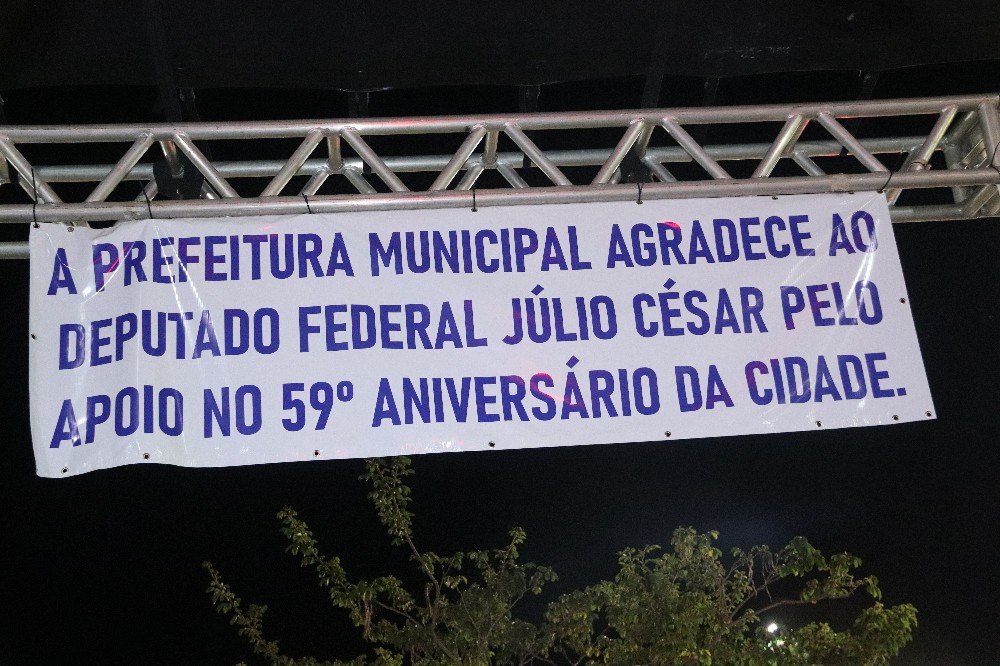 A PREFEITURA MUNICIPAL AGRADECE AO
DEPUTADO FEDERAL JÚLIO CÉSAR PELO
APOIO NO 59º ANIVERSÁRIO DA CIDADE.